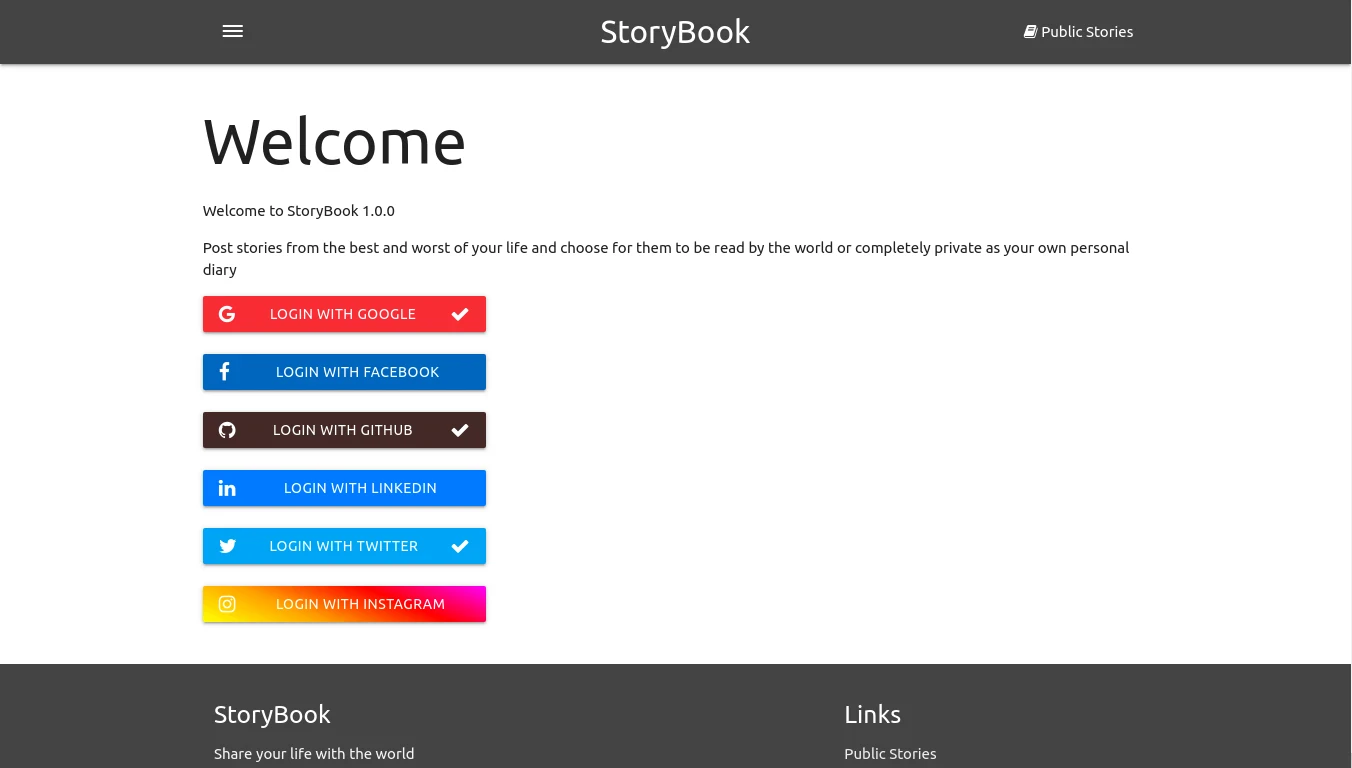 StoryBook
Public Stories
Welcome
Welcome to StoryBook 1.0.0
Post stories from the best and worst of your life and choose for them to be read by the world or completely private as your own personal
diary
LOGIN WITH GOOGLE
LOGIN WITH FACEBOOK
LOGIN WITH GITHUB
LOGIN WITH LINKEDIN
LOGIN WITH TWITTER
LOGIN WITH INSTAGRAM
StoryBook
Share your life with the world
Links
Public Stories